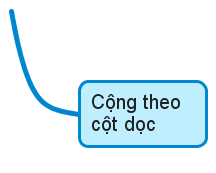 Cộng theo
cột dọc